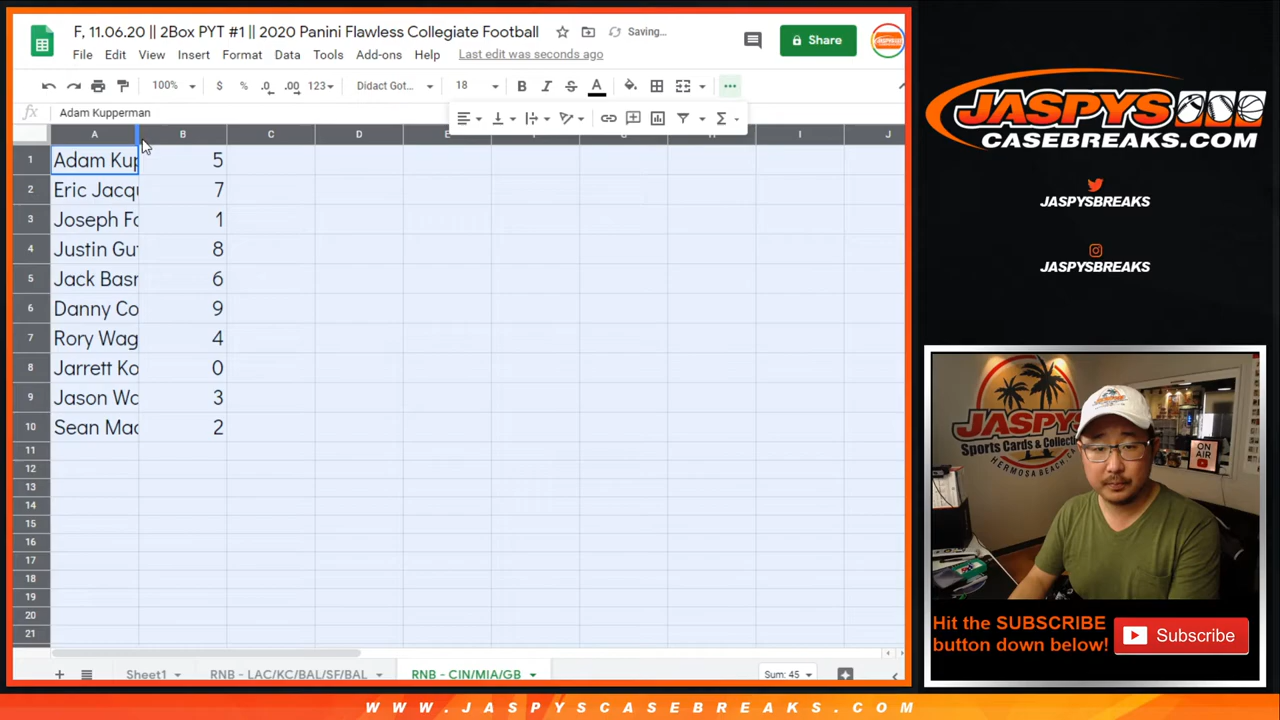 F, 11.06.20 || 2Box PYT #1 || 2020 Panini Flawless Collegiate Football
Saving...
Share
File Edit View Insert Format Data Tools Add-ons Help Last edit was seconds ago
100% $ % .0 .00 123 Didact Got... 18 B I S A
fx Adam Kupperman
A B C D E I J
1 Adam Kup 5
2 Eric Jacq 7
3 Joseph Fo 1
4 Justin Gut 8
5 Jack Basn 6
6 Danny Co 9
7 Rory Wag 4
8 Jarrett Ko 0
9 Jason Wa 3
10 Sean Mac 2
11
12
13
14
15
16
17
18
19
20
21
Sheet1 RNB - LAC/KC/BAL/SF/BAL RNB - CIN/MIA/GB Sum: 45
JASPYS
CASEBREAKS.COM
JASPYSBREAKS
JASPYSBREAKS
JASPYS
Sports Cards & Collect
HERMOSA BEACH, CA
ON AIR
Hit the SUBSCRIBE
button down below!
Subscribe
WWW.JASPYSCASEBREAKS.COM